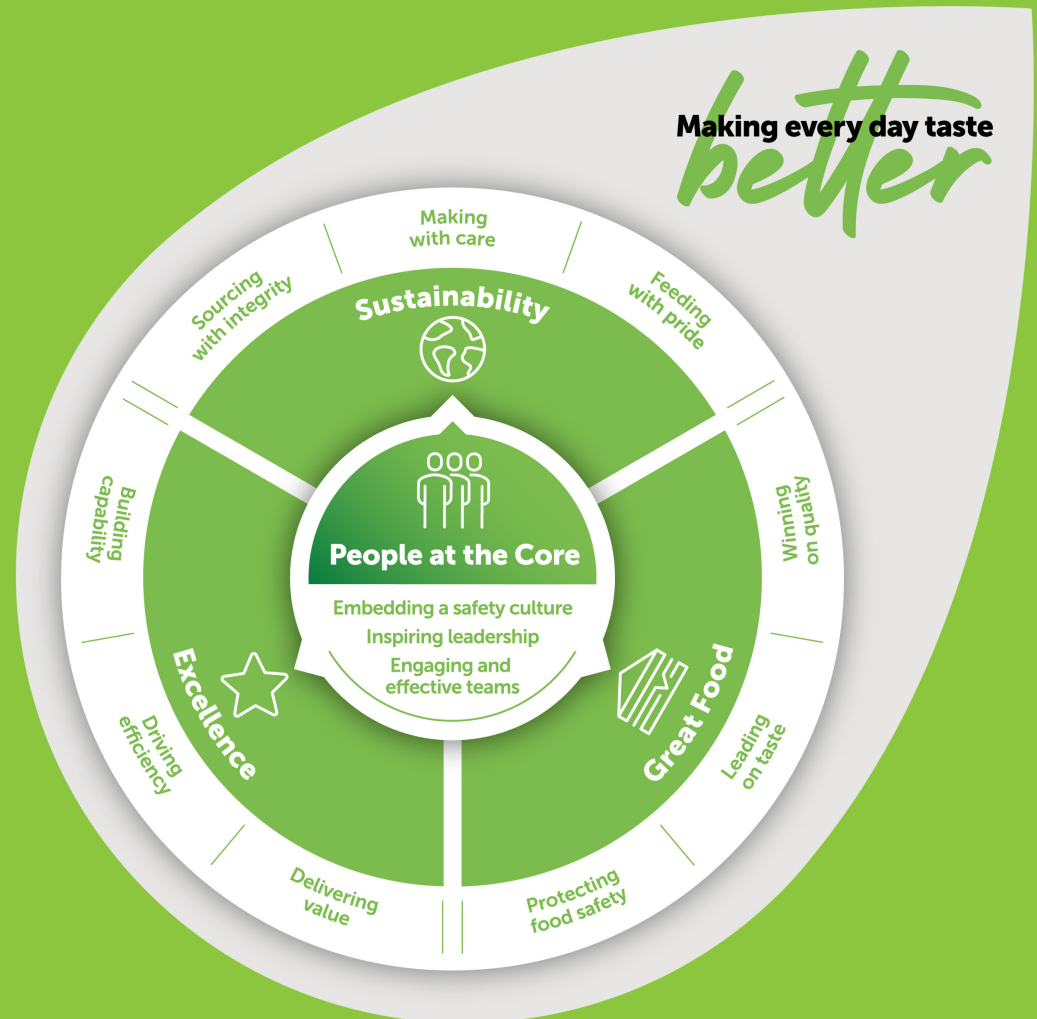 Making every day taste
better
Making
with care
Feeding
with pride
Sourcing
with integrity
Sustainability
Winning
on quality
Leading
on taste
Protecting
food safety
Great Food
Delivering
value
Driving
efficiency
Building
capability
Excellence
People at the Core
Embedding a safety culture
Inspiring leadership
Engaging and
effective teams